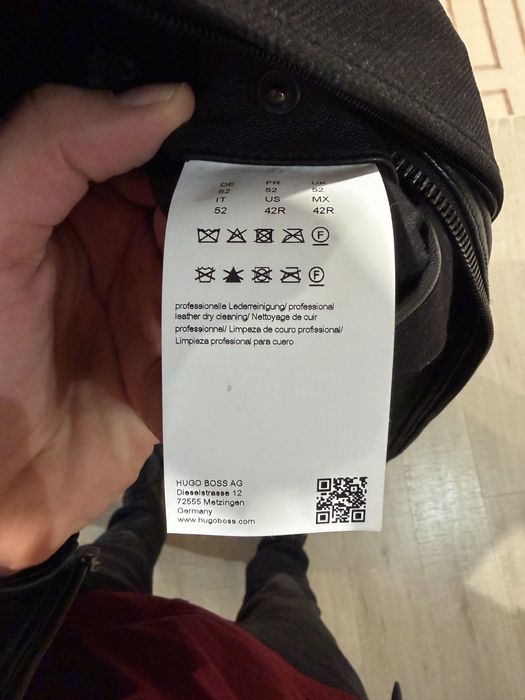 DE FR UK
52 52 52
IT US MX
52 42R 42R
F
F
professionelle Lederreinigung/ professional
leather dry cleaning/ Nettoyage de cuir
professionnel/ Limpeza de couro profissional/
Limpieza profesional para cuero
HUGO BOSS AG
Dieselstrasse 12
72555 Metzingen
Germany
www.hugoboss.com